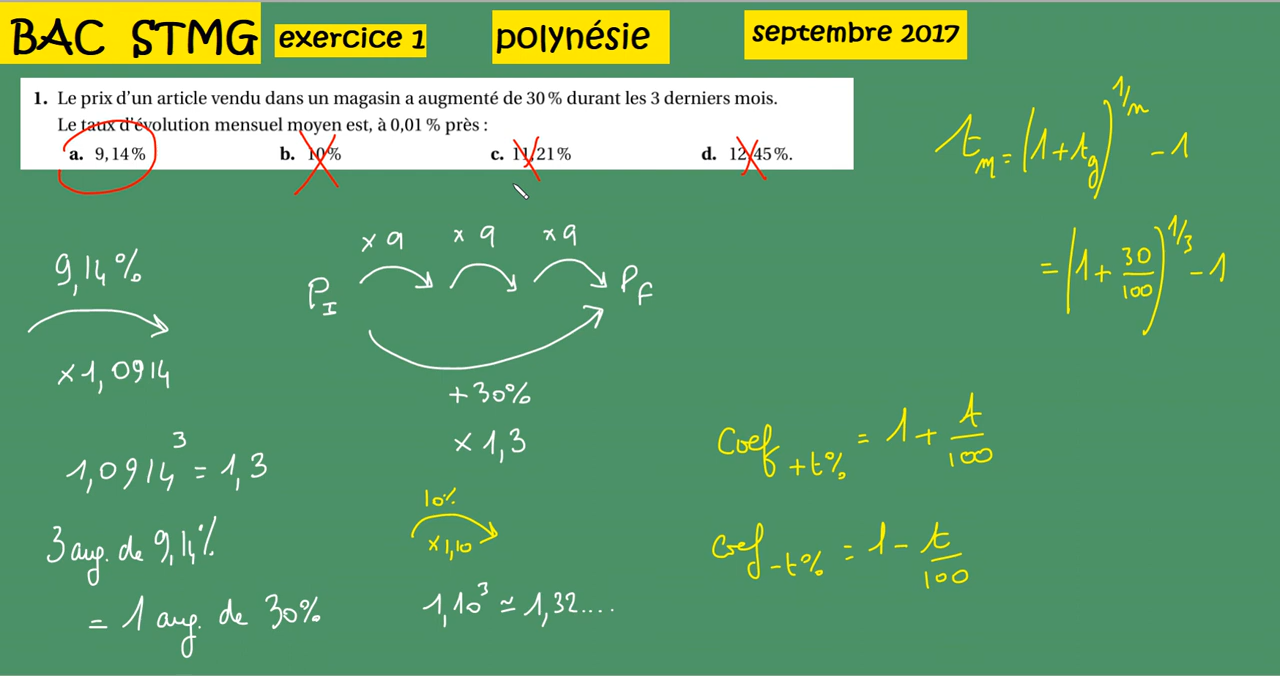 BAC STMG exercice 1 polynésie septembre 2017
1. Le prix d'un article vendu dans un magasin a augmenté de 30% durant les 3 derniers mois.
Le taux d'évolution mensuel moyen est, à 0,01 % près :
a. 9,14% b. 10% c. 11,21% d. 12,45%.
t_m = (1 + t_g)^1/n - 1
= (1 + 30/100)^1/3 - 1
9,14%
× 1,0914
1,0914³ = 1,3
3 aug. de 9,14%
= 1 aug. de 30%
× a × a × a
P_I P_F
+ 30%
× 1,3
10%
× 1,10
1,10³ ≃ 1,32....
Coef_+t% = 1 + t/100
Coef_-t% = 1 - t/100